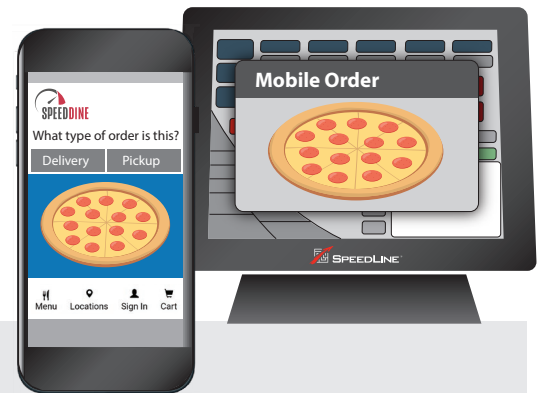 SPEEDDINE
What type of order is this?
Delivery Pickup
Menu Locations Sign In Cart
Mobile Order
SPEEDLINE